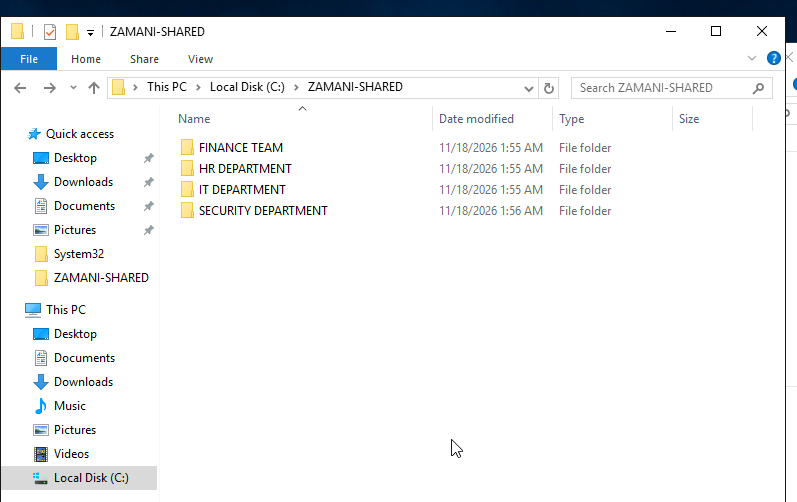 ZAMANI-SHARED
File Home Share View
This PC Local Disk (C:) ZAMANI-SHARED Search ZAMANI-SHARED
Name Date modified Type Size
FINANCE TEAM 11/18/2026 1:55 AM File folder
HR DEPARTMENT 11/18/2026 1:55 AM File folder
IT DEPARTMENT 11/18/2026 1:55 AM File folder
SECURITY DEPARTMENT 11/18/2026 1:56 AM File folder
Quick access
Desktop
Downloads
Documents
Pictures
System32
ZAMANI-SHARED
This PC
Desktop
Documents
Downloads
Music
Pictures
Videos
Local Disk (C:)